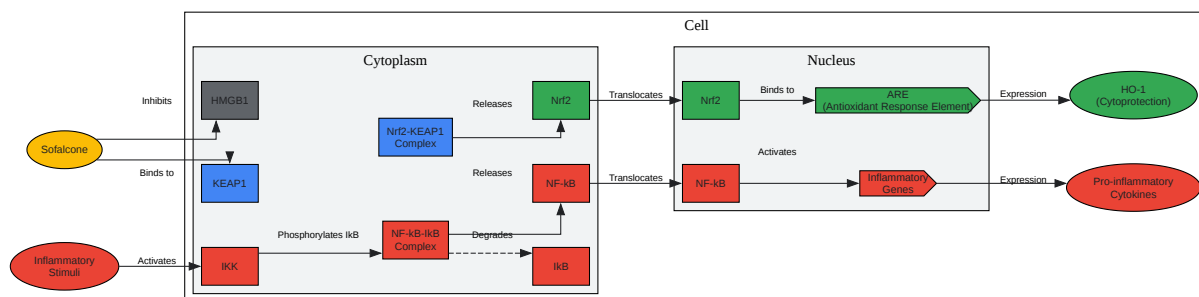 Cell
Cytoplasm
Nucleus
HMGB1
Nrf2
Nrf2
ARE
(Antioxidant Response Element)
HO-1
(Cytoprotection)
Inhibits
Releases
Translocates
Binds to
Expression
Sofalcone
Nrf2-KEAP1
Complex
Binds to
KEAP1
Releases
NF-kB
Translocates
NF-kB
Activates
Inflammatory
Genes
Expression
Pro-inflammatory
Cytokines
Inflammatory
Stimuli
Activates
IKK
Phosphorylates IkB
NF-kB-IkB
Complex
Degrades
IkB